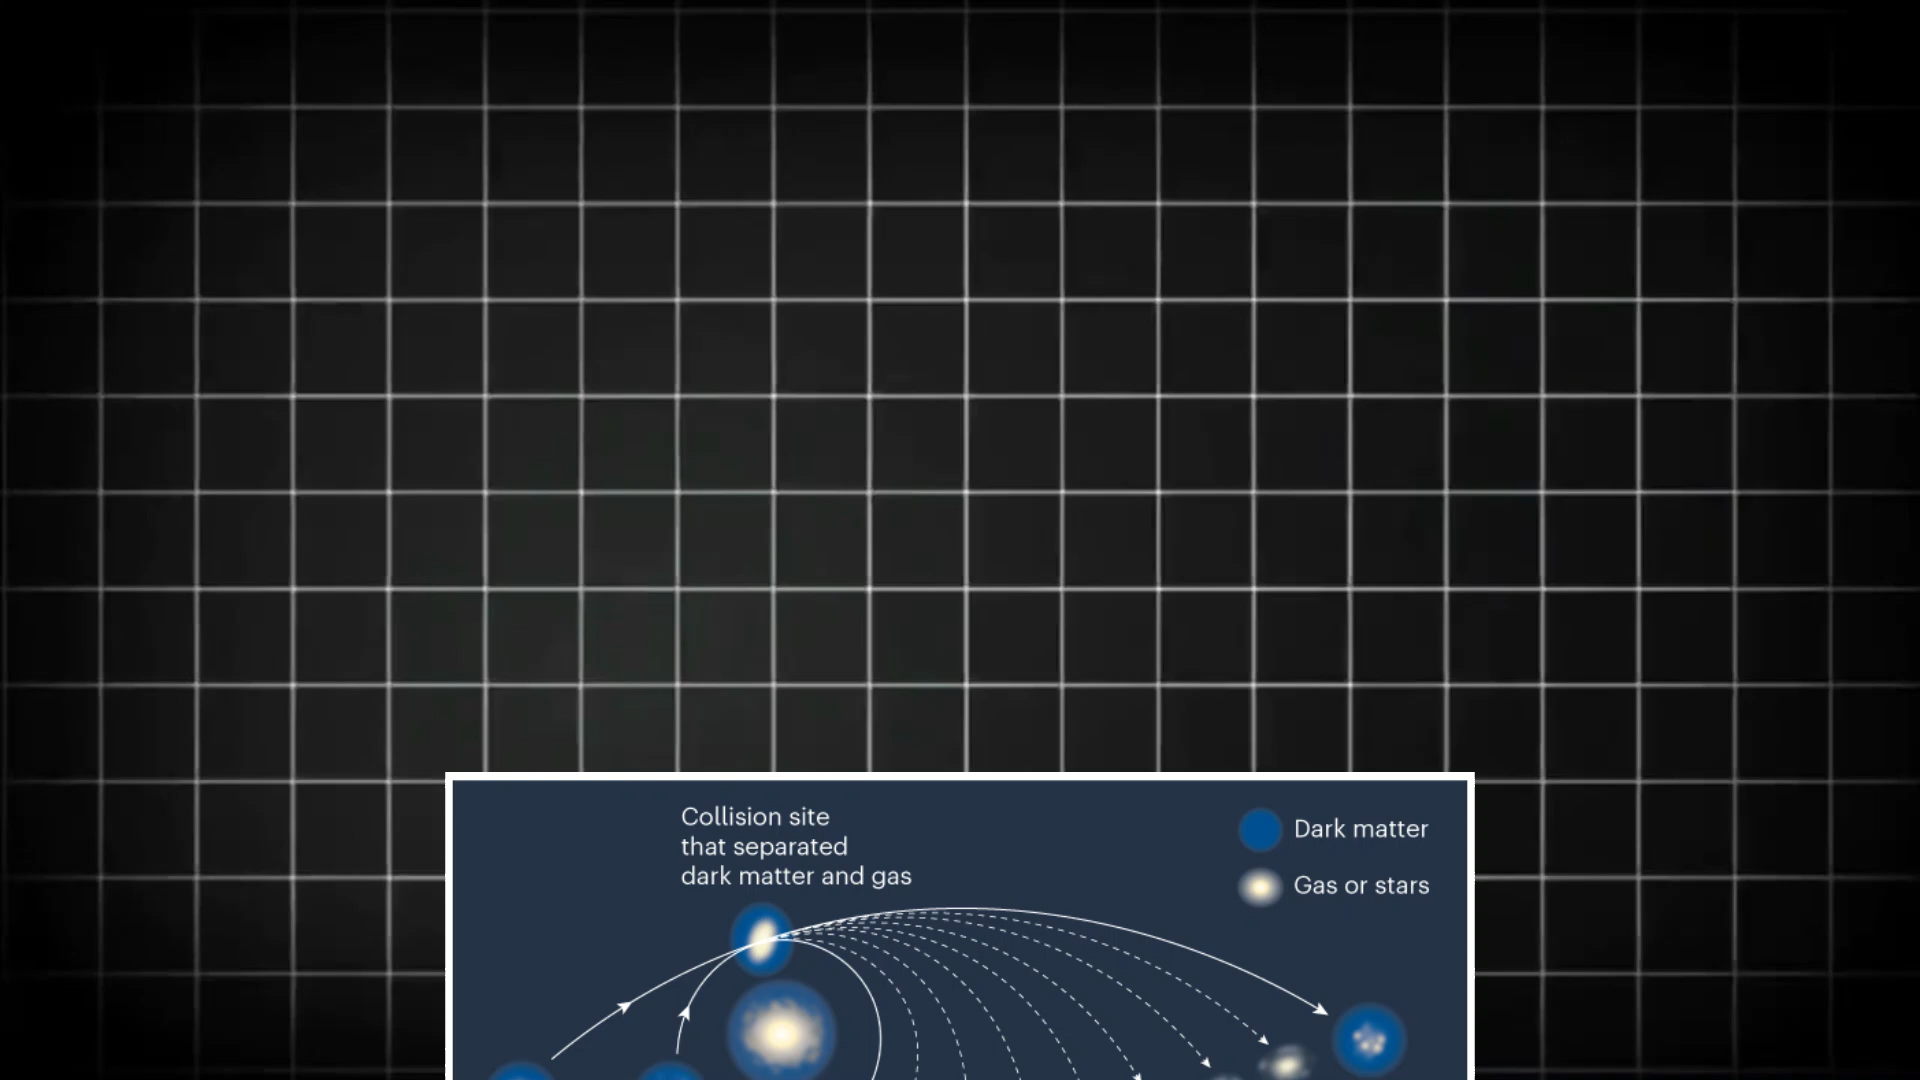 Collision site
that separated
dark matter and gas
Dark matter
Gas or stars